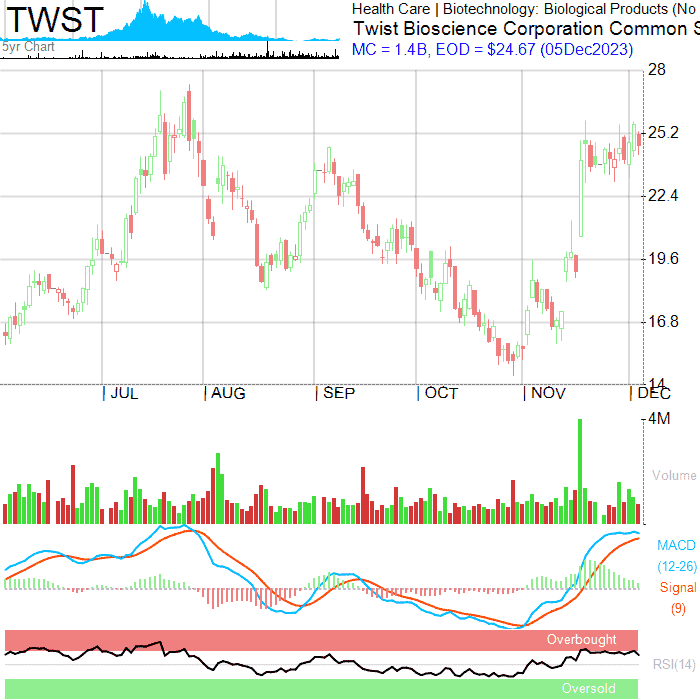 TWST
5yr Chart
Health Care | Biotechnology: Biological Products (No
Twist Bioscience Corporation Common S
MC = 1.4B, EOD = $24.67 (05Dec2023)
28
25.2
22.4
19.6
16.8
14
JUL
AUG
SEP
OCT
NOV
DEC
4M
Volume
MACD
(12-26)
Signal
(9)
Overbought
RSI(14)
Oversold